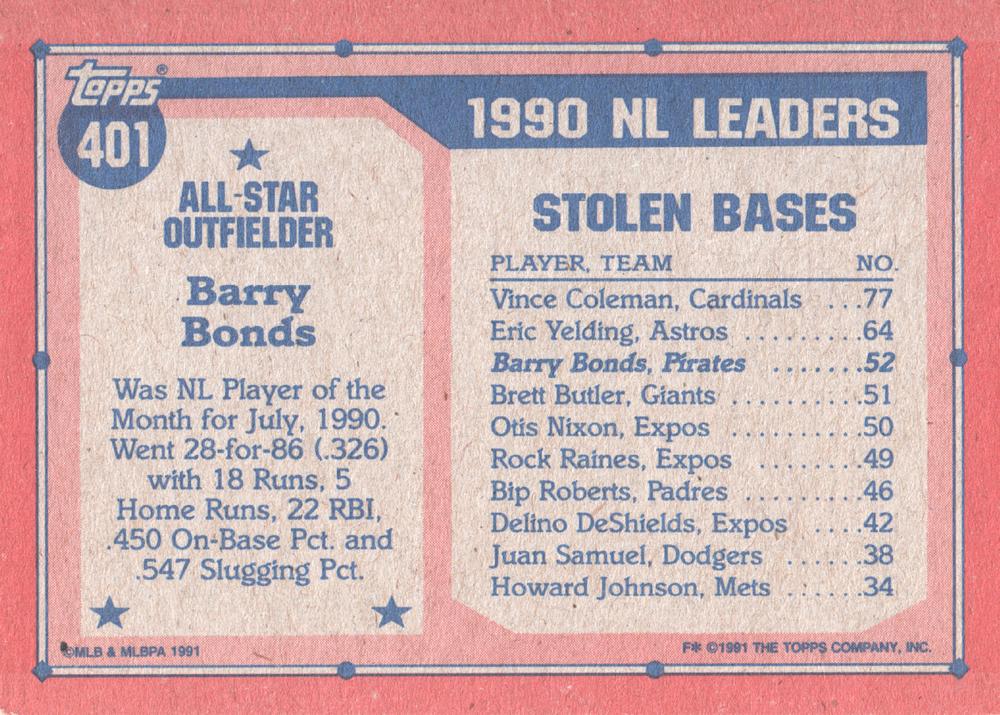 Topps®
401
ALL-STAR
OUTFIELDER
Barry
Bonds
Was NL Player of the
Month for July, 1990.
Went 28-for-86 (.326)
with 18 Runs, 5
Home Runs, 22 RBI,
.450 On-Base Pct. and
.547 Slugging Pct.
©MLB & MLBPA 1991
1990 NL LEADERS
STOLEN BASES
PLAYER, TEAM NO.
Vince Coleman, Cardinals ...77
Eric Yelding, Astros .........64
Barry Bonds, Pirates .......52
Brett Butler, Giants .........51
Otis Nixon, Expos .........50
Rock Raines, Expos .......49
Bip Roberts, Padres .........46
Delino DeShields, Expos ....42
Juan Samuel, Dodgers ......38
Howard Johnson, Mets ......34
F* ©1991 THE TOPPS COMPANY, INC.